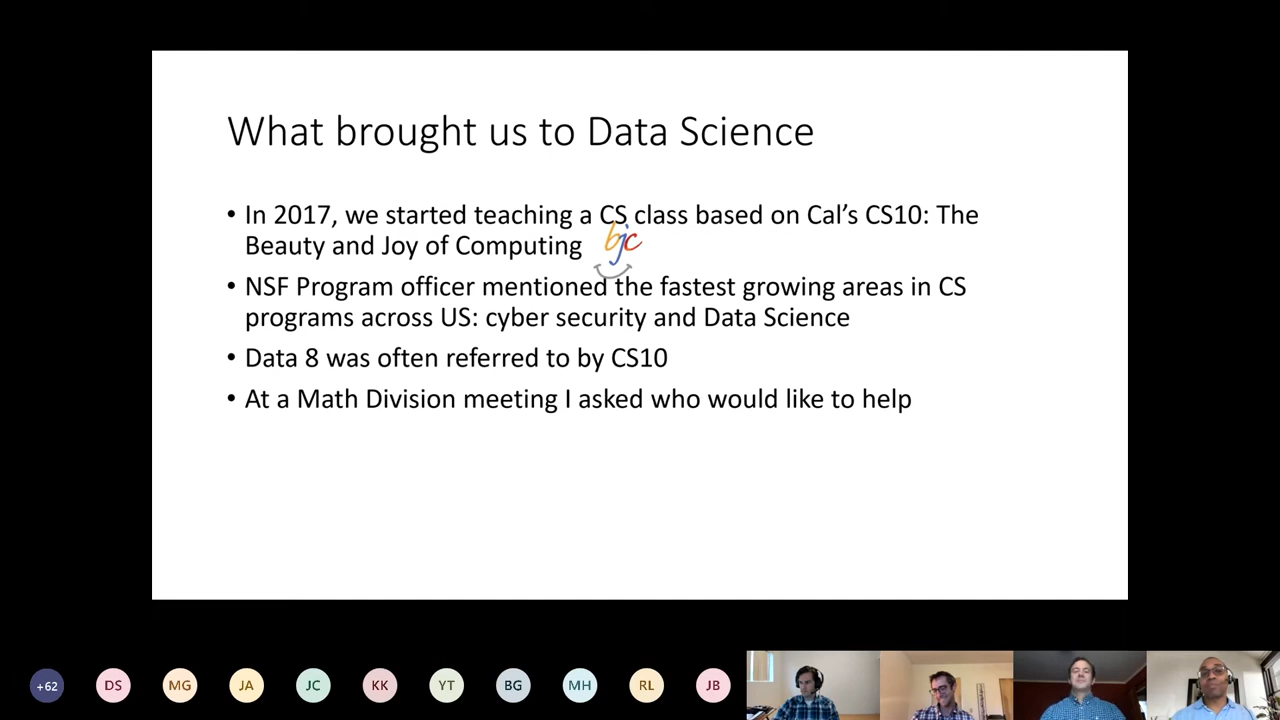 What brought us to Data Science
• In 2017, we started teaching a CS class based on Cal’s CS10: The
Beauty and Joy of Computing bjc
• NSF Program officer mentioned the fastest growing areas in CS
programs across US: cyber security and Data Science
• Data 8 was often referred to by CS10
• At a Math Division meeting I asked who would like to help
+62 DS MG JA JC KK YT BG MH RL JB